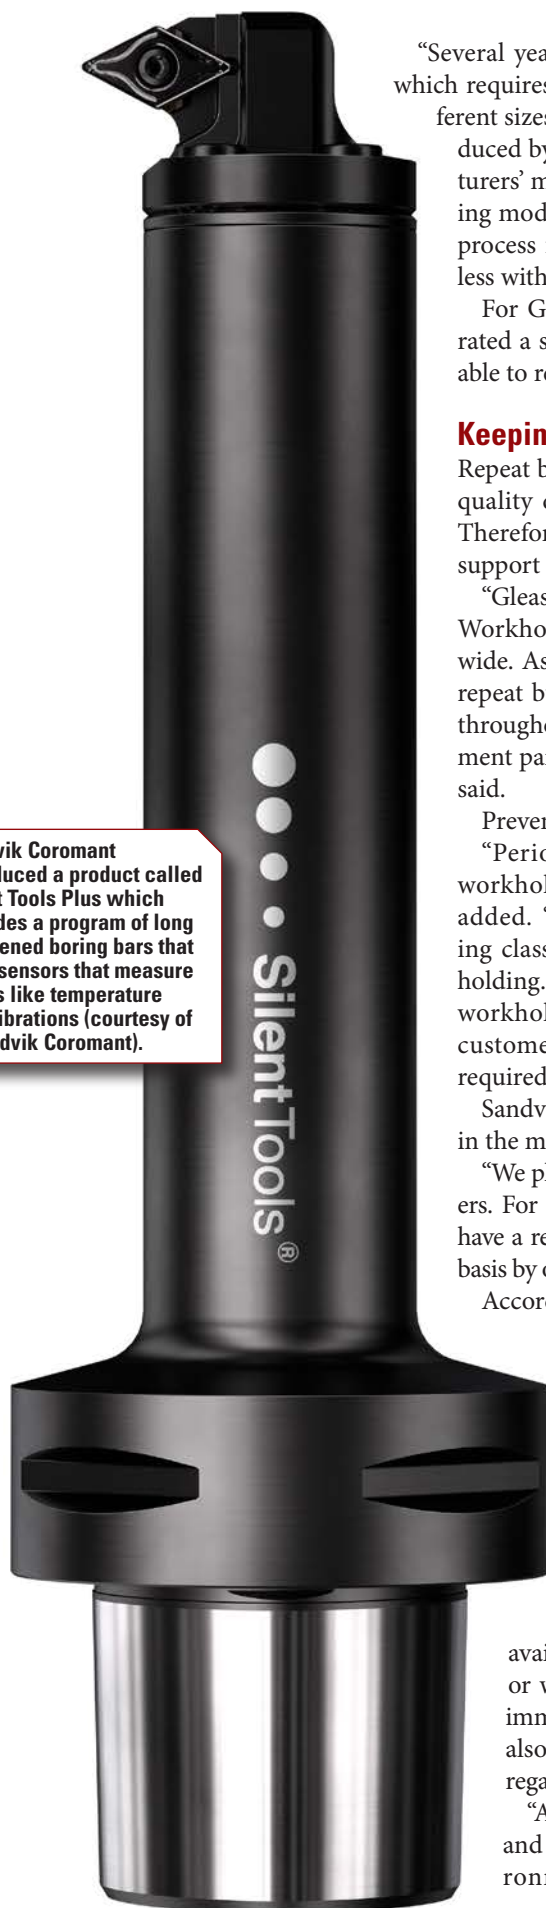 “Several yea
which requires
ferent sizes
duced by
turers’ m
ing mod
process
less with
For G
rated a s
able to re
Keepin
Repeat b
quality
Therefor
support
“Gleas
Workho
wide. As
repeat b
througho
ment par
said.
Preven
“Perio
workhol
added. “
ing class
holding.
workhol
custome
required
Sandv
in the m
“We pl
ers. For
have a re
basis by o
Accord
vik Coromant
duced a product called
t Tools Plus which
des a program of long
ened boring bars that
sensors that measure
s like temperature
ibrations (courtesy of
dvik Coromant).
Silent Tools®
avai
or w
imm
also
rega
“A
and
ronn